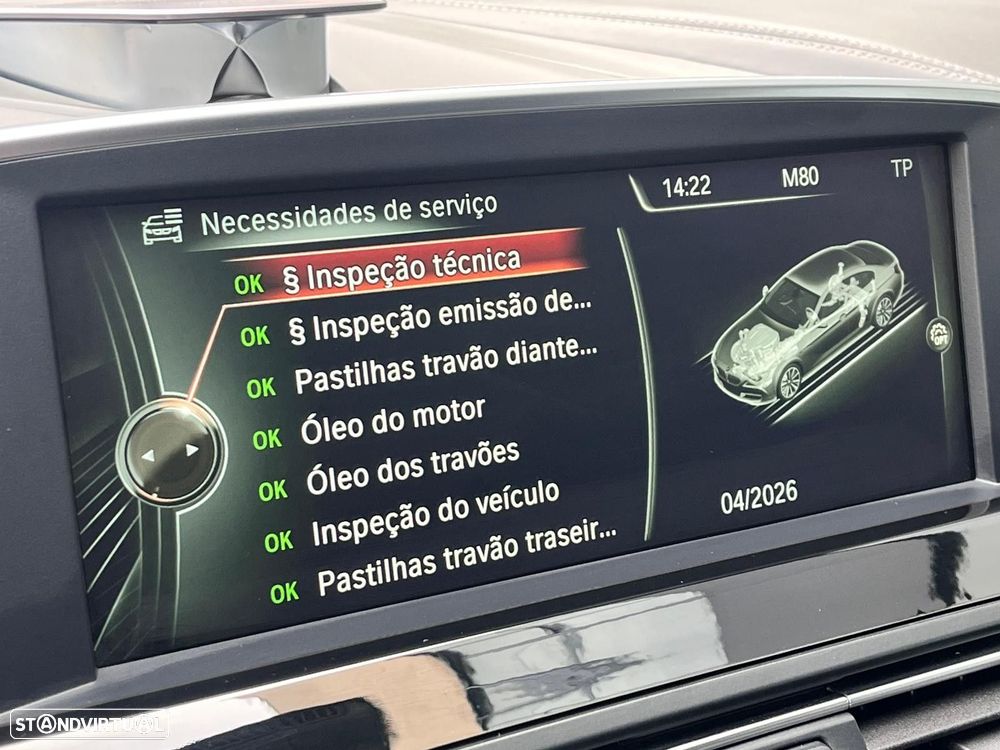 Necessidades de serviço
14:22 M80 TP
OK § Inspeção técnica
OK § Inspeção emissão de...
OK Pastilhas travão diante...
OK Óleo do motor
OK Óleo dos travões
OK Inspeção do veículo
OK Pastilhas travão traseir...
04/2026
OPT
STANDVIRTUAL